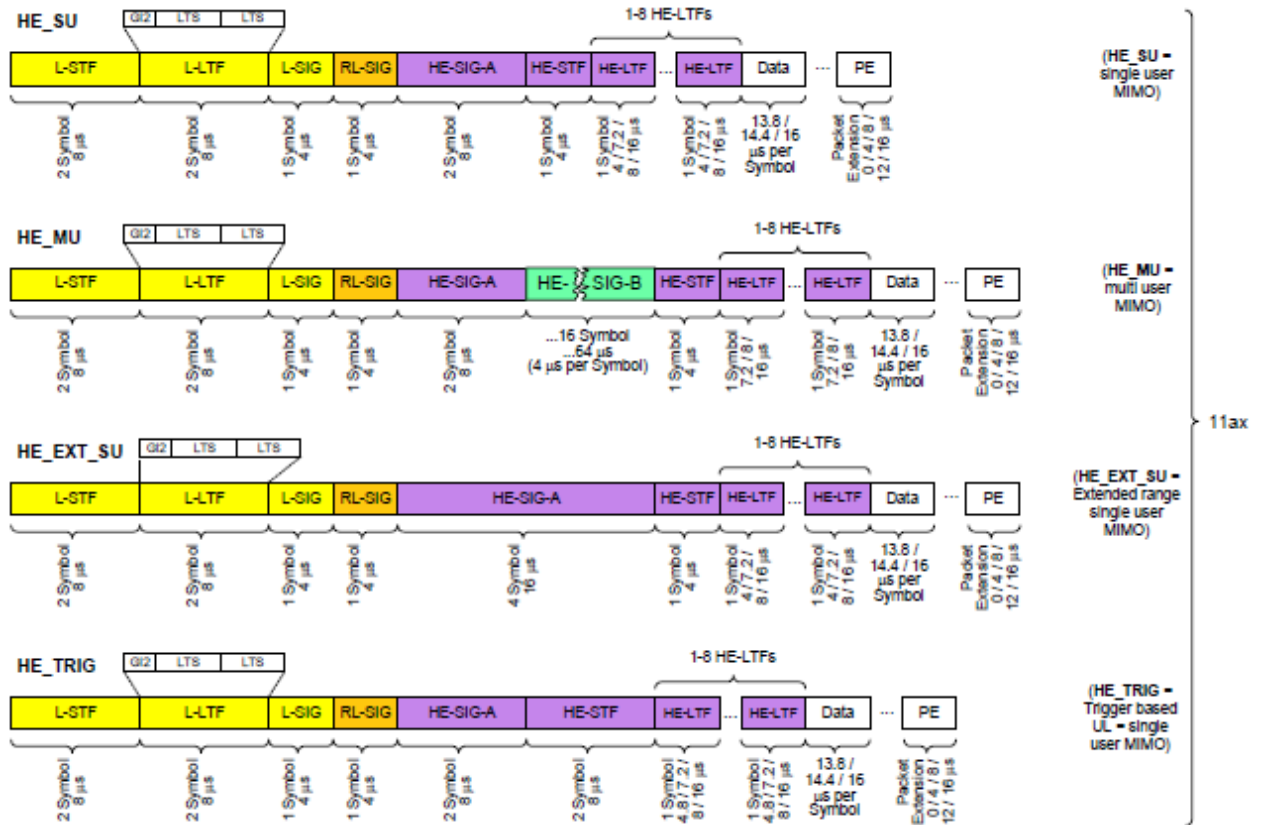 HE_SU
GI2 LTS LTS
1-8 HE-LTFs
L-STF L-LTF L-SIG RL-SIG HE-SIG-A HE-STF HE-LTF ... HE-LTF Data ... PE
2 Symbol
8 µs
2 Symbol
8 µs
1 Symbol
4 µs
1 Symbol
4 µs
2 Symbol
8 µs
1 Symbol
4 µs
1 Symbol
4 / 7.2 /
8 / 16 µs
1 Symbol
4 / 7.2 /
8 / 16 µs
13.8 /
14.4 / 16
µs per
Symbol
Packet
Extension
0 / 4 / 8 /
12 / 16 µs
(HE_SU =
single user
MIMO)
HE_MU
GI2 LTS LTS
1-8 HE-LTFs
L-STF L-LTF L-SIG RL-SIG HE-SIG-A HE- SIG-B HE-STF HE-LTF ... HE-LTF Data ... PE
2 Symbol
8 µs
2 Symbol
8 µs
1 Symbol
4 µs
1 Symbol
4 µs
2 Symbol
8 µs
...16 Symbol
...64 µs
(4 µs per Symbol)
1 Symbol
4 µs
1 Symbol
7.2 / 8 /
16 µs
1 Symbol
7.2 / 8 /
16 µs
13.8 /
14.4 / 16
µs per
Symbol
Packet
Extension
0 / 4 / 8 /
12 / 16 µs
(HE_MU =
multi user
MIMO)
11ax
HE_EXT_SU
GI2 LTS LTS
1-8 HE-LTFs
L-STF L-LTF L-SIG RL-SIG HE-SIG-A HE-STF HE-LTF ... HE-LTF Data ... PE
2 Symbol
8 µs
2 Symbol
8 µs
1 Symbol
4 µs
1 Symbol
4 µs
4 Symbol
16 µs
1 Symbol
4 µs
1 Symbol
4 / 7.2 /
8 / 16 µs
1 Symbol
4 / 7.2 /
8 / 16 µs
13.8 /
14.4 / 16
µs per
Symbol
Packet
Extension
0 / 4 / 8 /
12 / 16 µs
(HE_EXT_SU =
Extended range
single user
MIMO)
HE_TRIG
GI2 LTS LTS
1-8 HE-LTFs
L-STF L-LTF L-SIG RL-SIG HE-SIG-A HE-STF HE-LTF ... HE-LTF Data ... PE
2 Symbol
8 µs
2 Symbol
8 µs
1 Symbol
4 µs
1 Symbol
4 µs
2 Symbol
8 µs
2 Symbol
8 µs
1 Symbol
4.8 / 7.2 /
8 / 16 µs
1 Symbol
4.8 / 7.2 /
8 / 16 µs
13.8 /
14.4 / 16
µs per
Symbol
Packet
Extension
0 / 4 / 8 /
12 / 16 µs
(HE_TRIG =
Trigger based
UL = single
user MIMO)